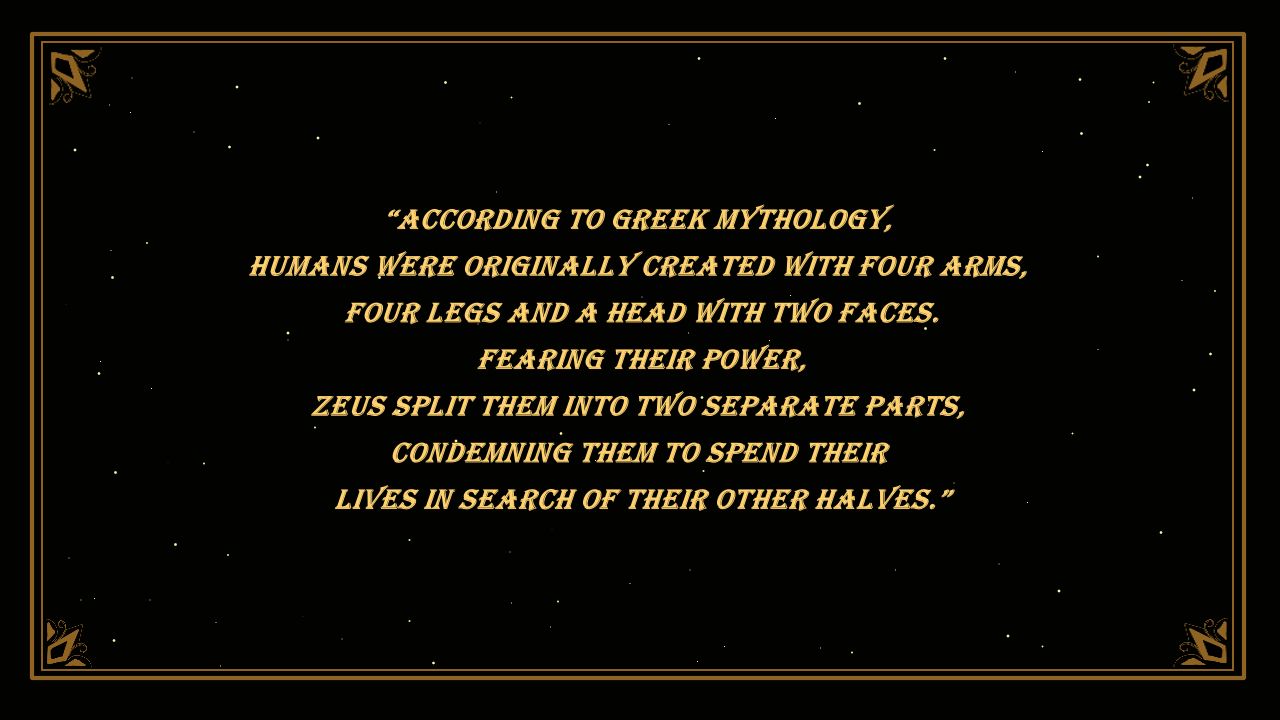 “ACCORDING TO GREEK MYTHOLOGY,
HUMANS WERE ORIGINALLY CREATED WITH FOUR ARMS,
FOUR LEGS AND A HEAD WITH TWO FACES.
FEARING THEIR POWER,
ZEUS SPLIT THEM INTO TWO SEPARATE PARTS,
CONDEMNING THEM TO SPEND THEIR
LIVES IN SEARCH OF THEIR OTHER HALVES.”